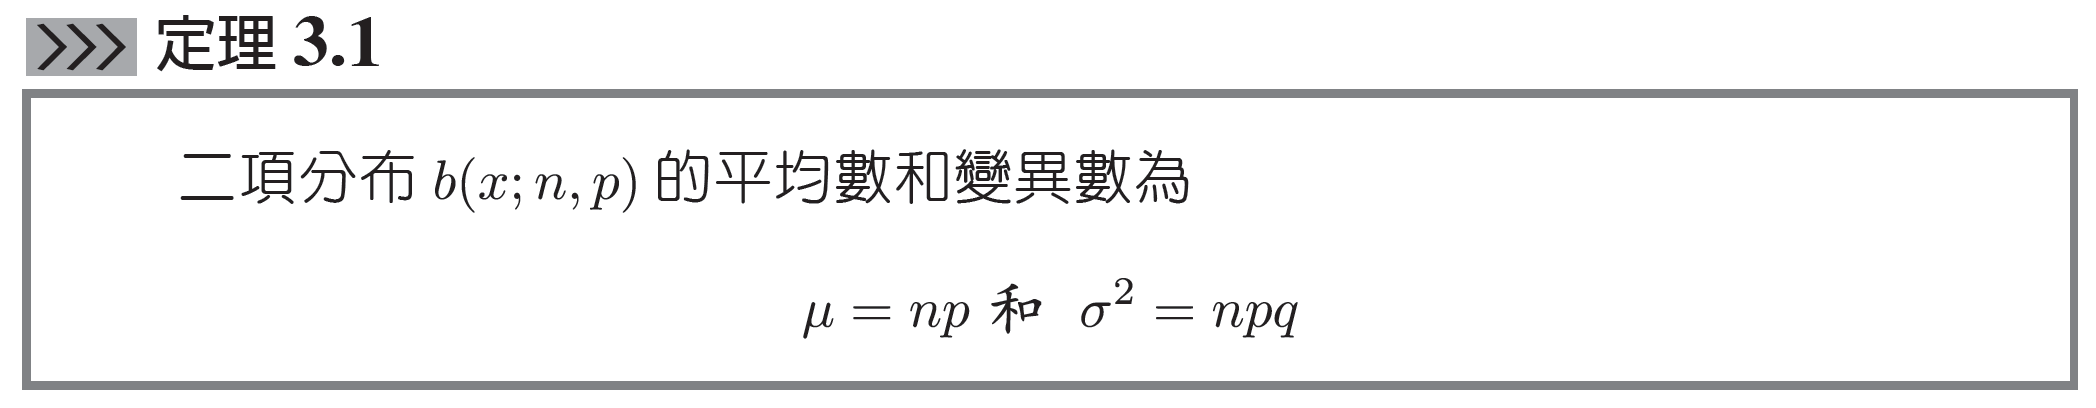 定理 3.1
二項分布 b(x; n, p) 的平均數和變異數為
μ = np 和 σ² = npq